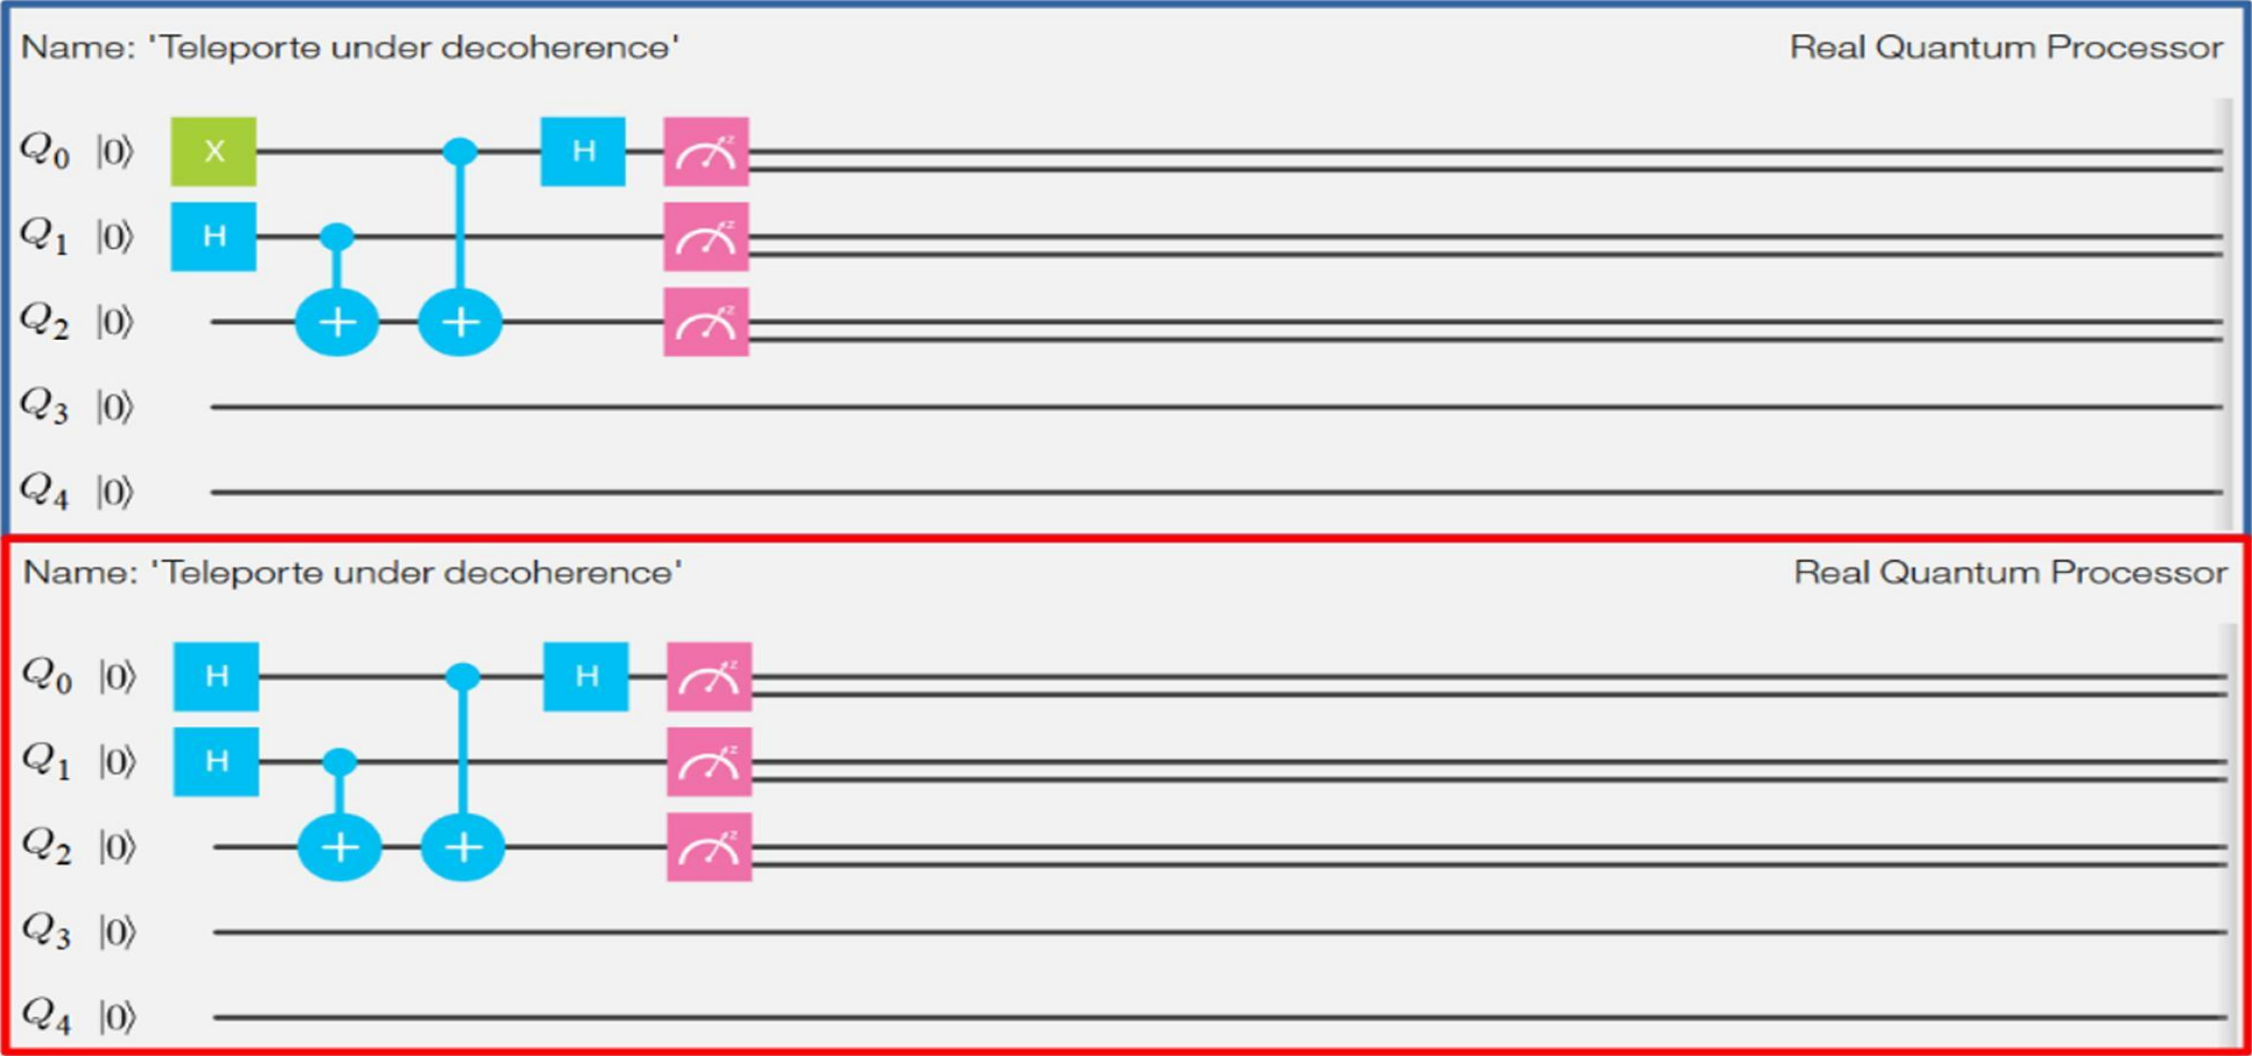 Name: 'Teleporte under decoherence' Real Quantum Processor
Q0 |0⟩ X H z
Q1 |0⟩ H z
Q2 |0⟩ + + z
Q3 |0⟩
Q4 |0⟩
Name: 'Teleporte under decoherence' Real Quantum Processor
Q0 |0⟩ H H z
Q1 |0⟩ H z
Q2 |0⟩ + + z
Q3 |0⟩
Q4 |0⟩